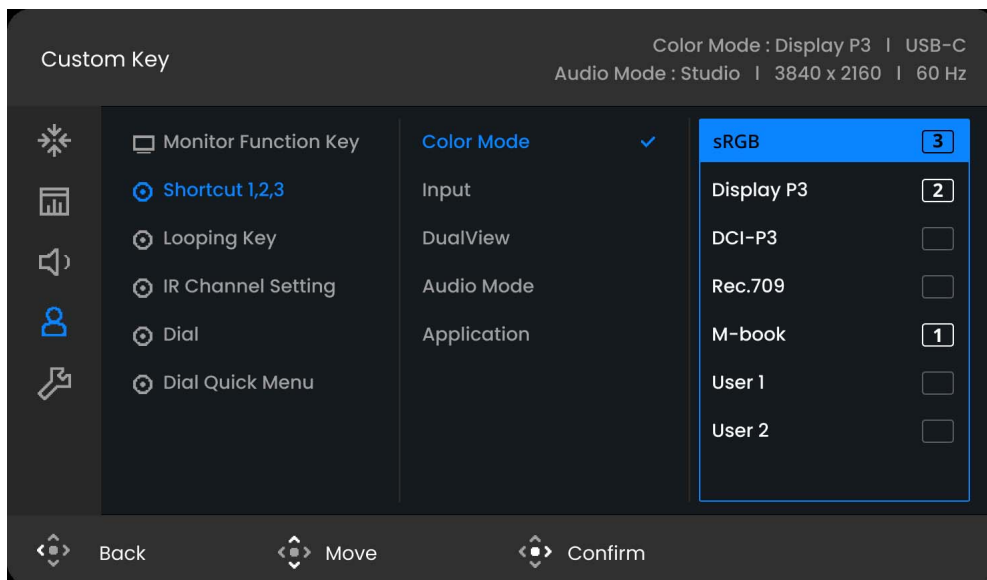 Custom Key
Color Mode : Display P3 | USB-C
Audio Mode : Studio | 3840 x 2160 | 60 Hz
Monitor Function Key
Shortcut 1,2,3
Looping Key
IR Channel Setting
Dial
Dial Quick Menu
Color Mode
Input
DualView
Audio Mode
Application
sRGB 3
Display P3 2
DCI-P3
Rec.709
M-book 1
User 1
User 2
Back Move Confirm